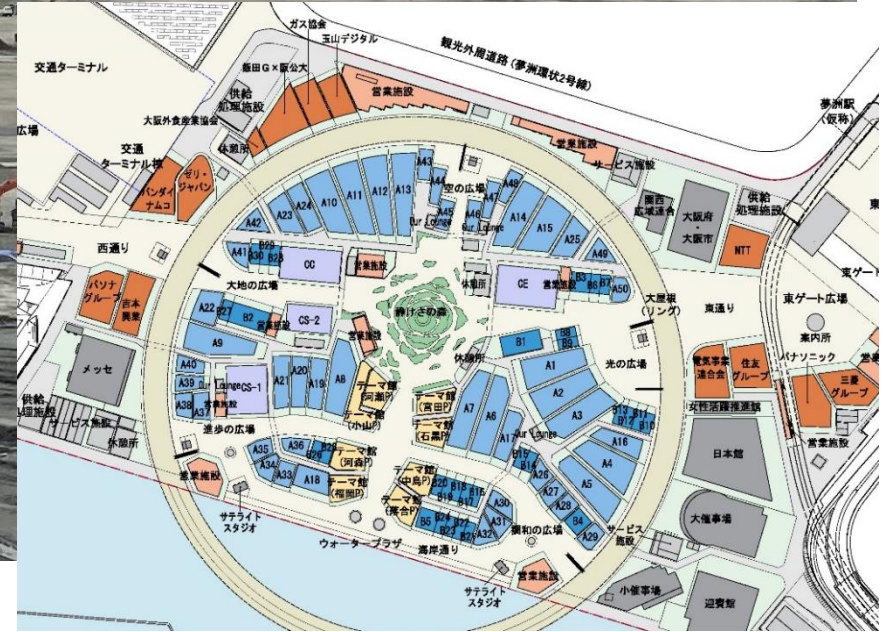 ガス協会
玉山デジタル
飯田G×阪公大
営業施設
観光外周道路(夢洲環状2号線)
交通ターミナル
供給
処理施設
大阪外食産業協会
休憩所
広場
交通
ターミナル棟
バンダイ
ナムコ
ゼリ・
ジャパン
営業施設
サービス施設
夢洲駅
(仮称)
関西
広域連合
大阪府
・
大阪市
供給
処理施設
NTT
A43
A44
A45
Our Lounge
空の広場
A46
A47
A48
Our Lounge
A42
A23
A24
A10
A11
A12
A13
A14
A15
A25
A49
A50
西通り
A41
B30
B29
B28
CC
営業施設
休憩所
CE
営業施設
B3
B6
B7
大屋根
(リング)
東通り
東ゲート広場
案内所
大地の広場
静けさの森
パソナ
グループ
吉本
興業
A22
B27
B2
営業施設
CS-2
営業施設
A9
B1
B8
B9
光の広場
休憩所
メッセ
A40
A39
A38
A37
Our Lounge
営業施設
CS-1
A21
A20
A19
A8
テーマ館
(河瀨P)
テーマ館
(小山P)
テーマ館
(宮田P)
テーマ館
(石黒P)
A7
A6
A17
Our Lounge
A1
A2
A3
電気事業
連合会
住友
グループ
パナソニック
三菱
グループ
女性活躍推進館
営業施設
供給
処理施設
サービス施設
休憩所
進歩の広場
A35
A34
A33
A36
A18
テーマ館
(河森P)
テーマ館
(福岡P)
テーマ館
(中島P)
テーマ館
(落合P)
B20
B19
B18
B17
B16
B15
B14
B13
B12
B11
B10
A16
A4
A5
A26
A27
A28
B4
A29
サービス
施設
日本館
営業施設
サテライト
スタジオ
ウォータープラザ
海岸通り
B5
B24
B23
B22
B21
A30
A31
A32
調和の広場
大催事場
サテライト
スタジオ
営業施設
小催事場
迎賓館